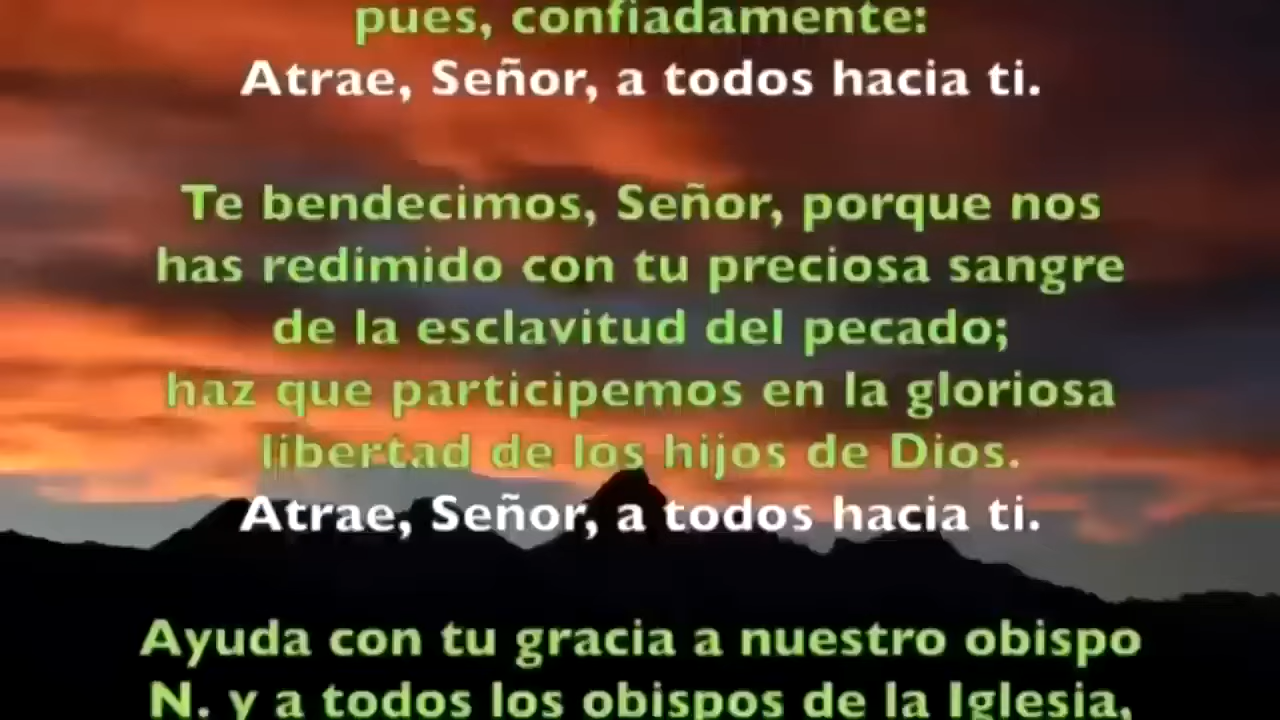 pues, confiadamente:
Atrae, Señor, a todos hacia ti.
Te bendecimos, Señor, porque nos
has redimido con tu preciosa sangre
de la esclavitud del pecado;
haz que participemos en la gloriosa
libertad de los hijos de Dios.
Atrae, Señor, a todos hacia ti.
Ayuda con tu gracia a nuestro obispo
N. y a todos los obispos de la Iglesia,